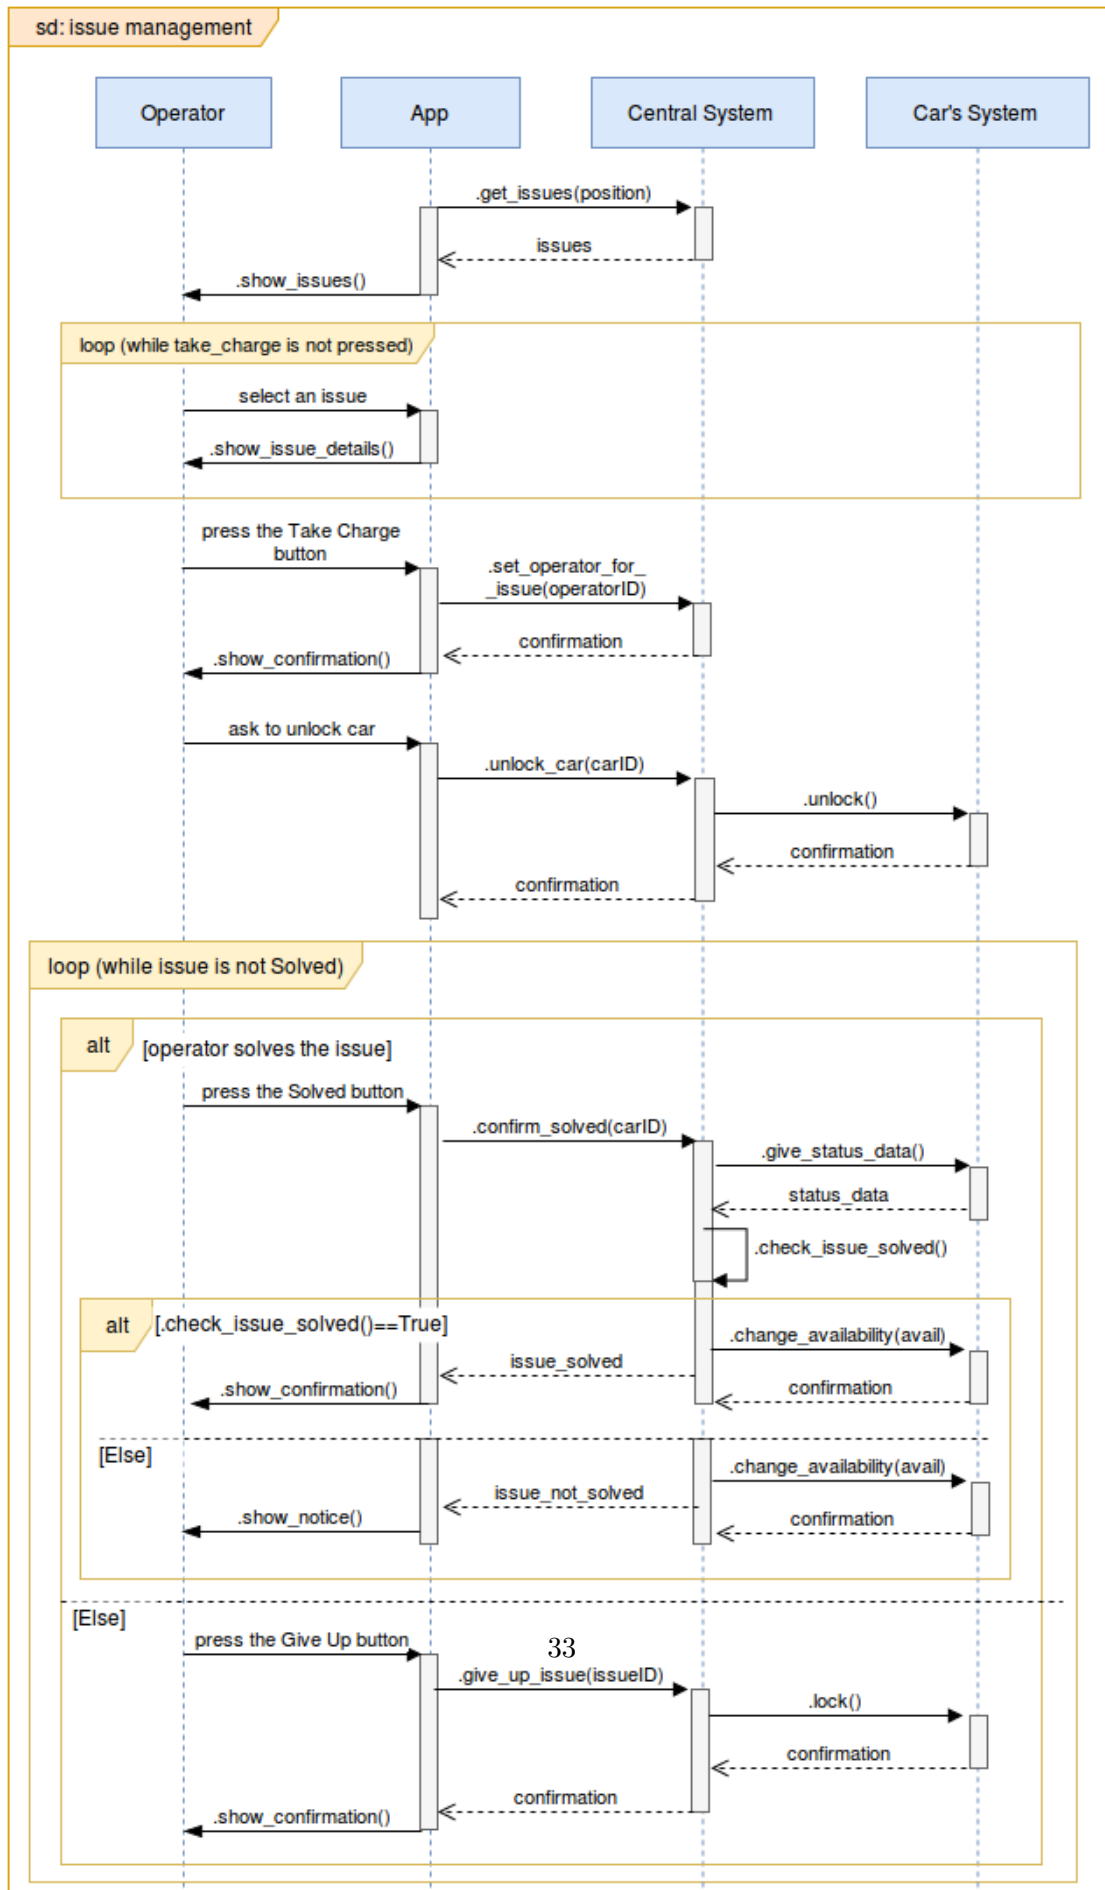 sd: issue management
Operator
App
Central System
Car's System
.get_issues(position)
issues
.show_issues()
loop (while take_charge is not pressed)
select an issue
.show_issue_details()
press the Take Charge
button
.set_operator_for_
_issue(operatorID)
confirmation
.show_confirmation()
ask to unlock car
.unlock_car(carID)
.unlock()
confirmation
confirmation
loop (while issue is not Solved)
alt
[operator solves the issue]
press the Solved button
.confirm_solved(carID)
.give_status_data()
status_data
.check_issue_solved()
alt
[.check_issue_solved()==True]
.change_availability(avail)
issue_solved
confirmation
.show_confirmation()
[Else]
.change_availability(avail)
issue_not_solved
confirmation
.show_notice()
[Else]
press the Give Up button
33
.give_up_issue(issueID)
.lock()
confirmation
confirmation
.show_confirmation()